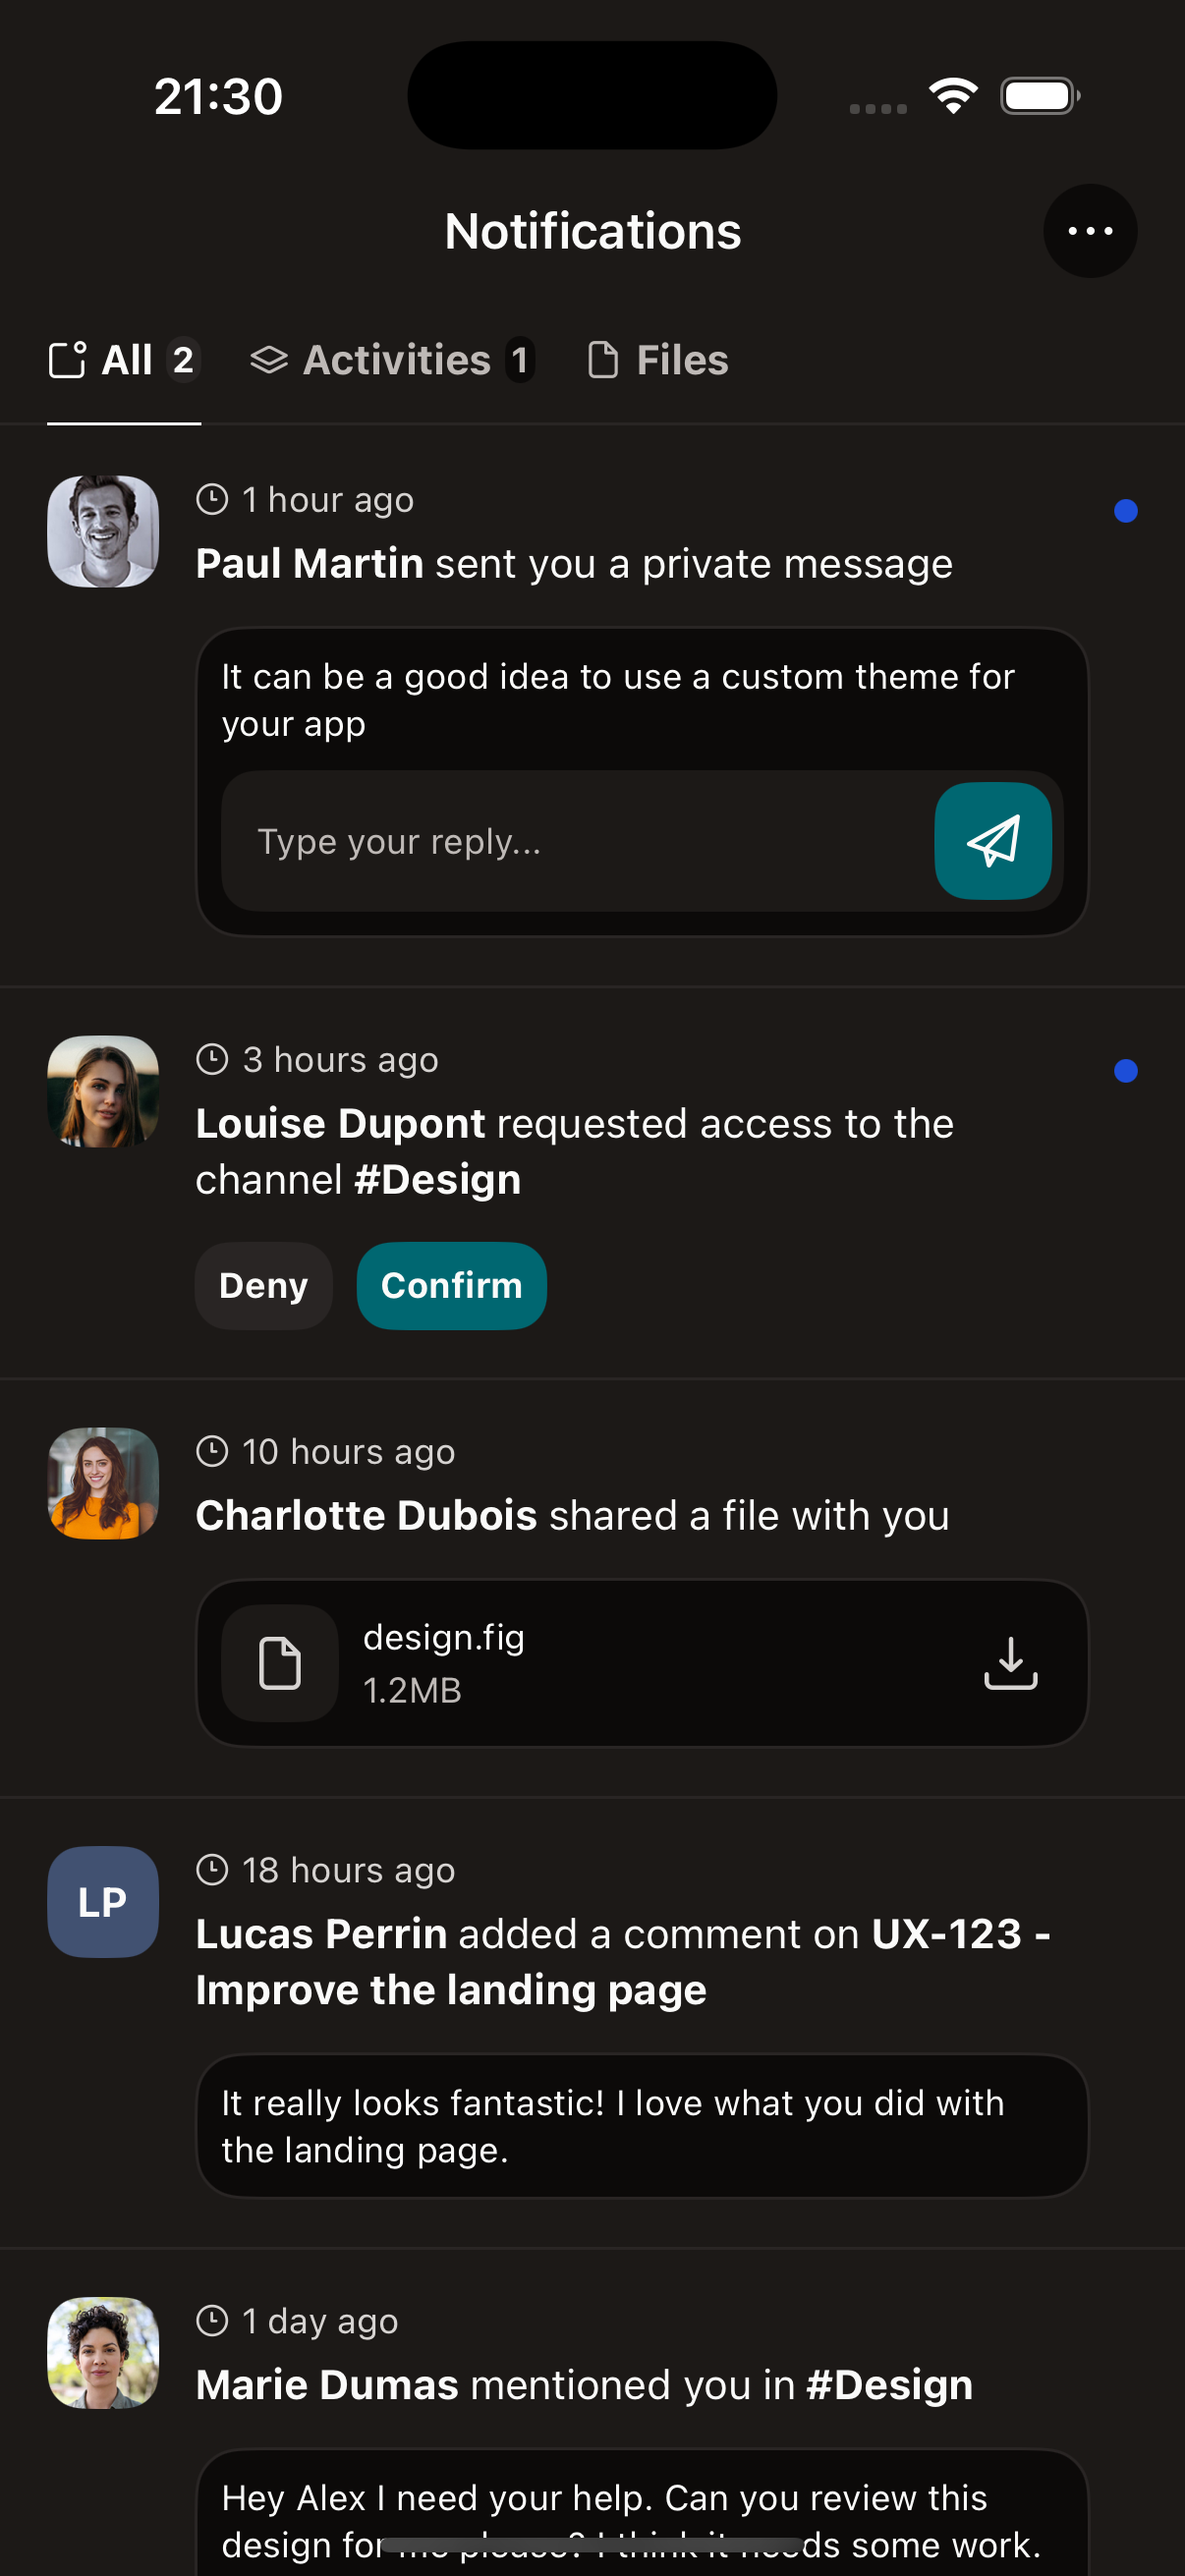 21:30
Notifications
All 2 Activities 1 Files
1 hour ago
Paul Martin sent you a private message
It can be a good idea to use a custom theme for
your app
Type your reply...
3 hours ago
Louise Dupont requested access to the
channel #Design
Deny Confirm
10 hours ago
Charlotte Dubois shared a file with you
design.fig
1.2MB
LP
18 hours ago
Lucas Perrin added a comment on UX-123 -
Improve the landing page
It really looks fantastic! I love what you did with
the landing page.
1 day ago
Marie Dumas mentioned you in #Design
Hey Alex I need your help. Can you review this
design for me please? I think it needs some work.